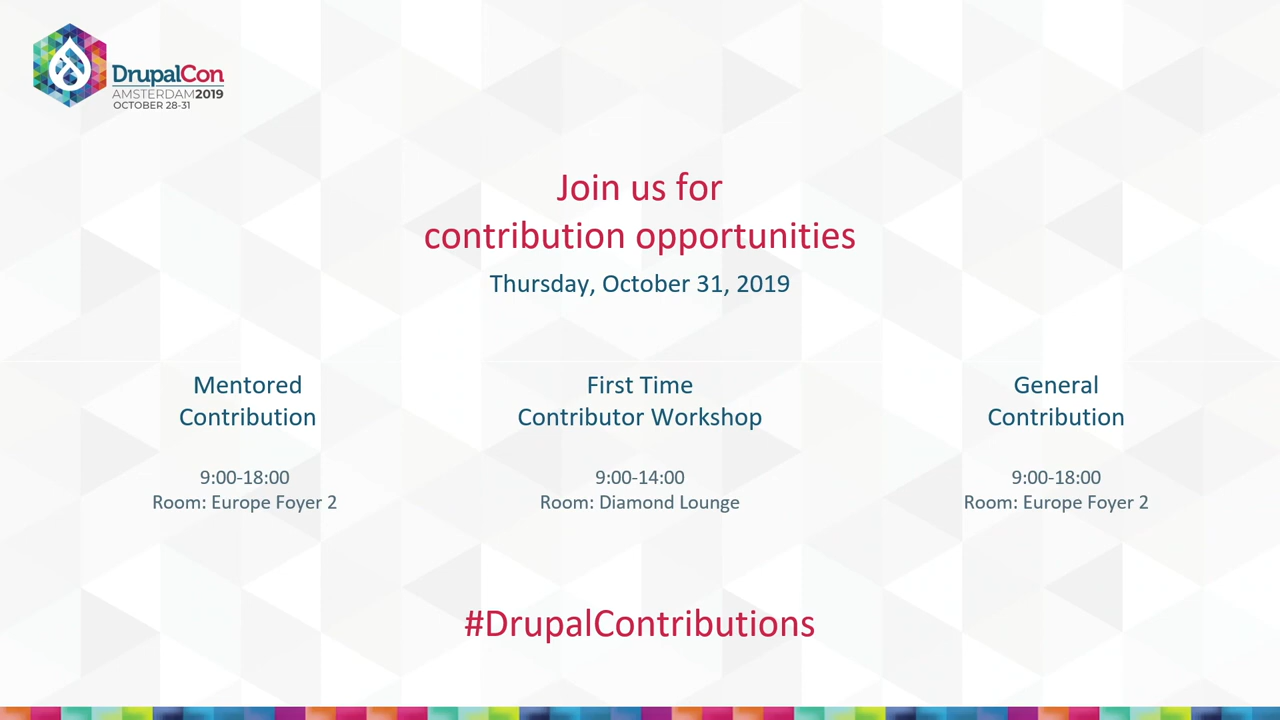 DrupalCon
AMSTERDAM2019
OCTOBER 28-31
Join us for
contribution opportunities
Thursday, October 31, 2019
Mentored
Contribution
9:00-18:00
Room: Europe Foyer 2
First Time
Contributor Workshop
9:00-14:00
Room: Diamond Lounge
General
Contribution
9:00-18:00
Room: Europe Foyer 2
#DrupalContributions